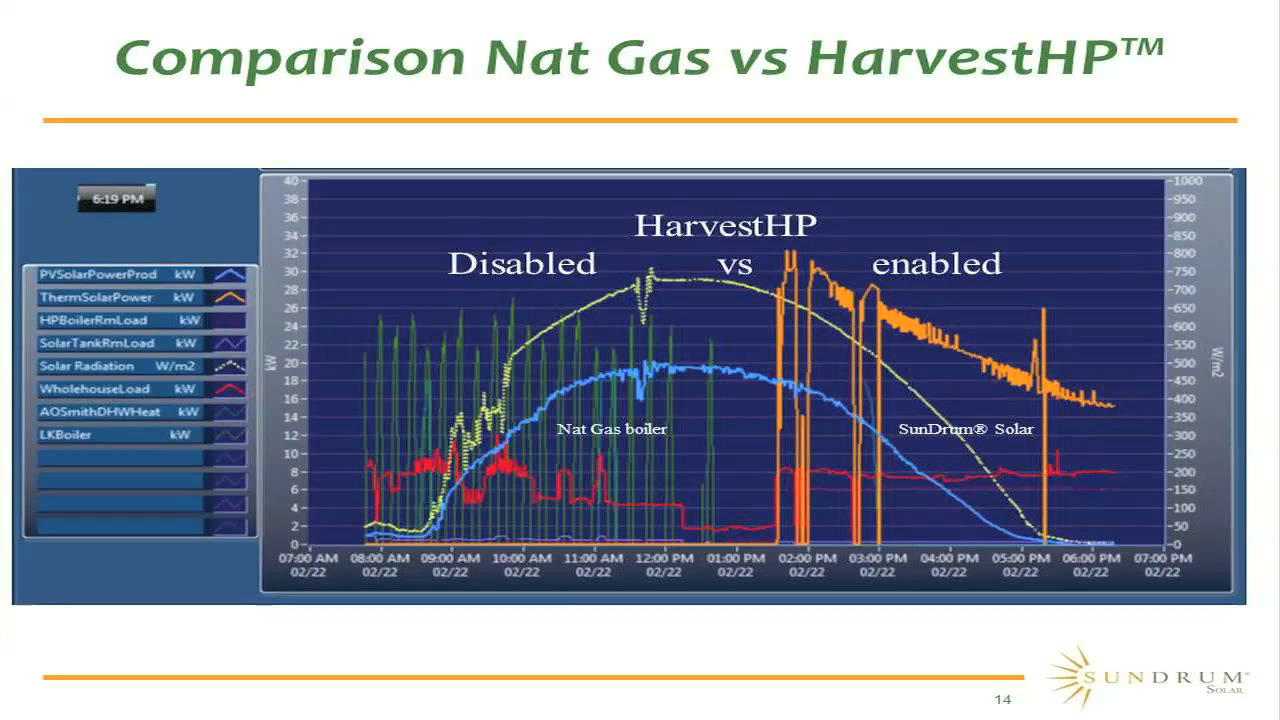 Comparison Nat Gas vs HarvestHP™
6:19 PM
PVSolarPowerProd kW
ThermSolarPower kW
HPBoilerRmLoad kW
SolarTankRmLoad kW
Solar Radiation W/m2
WholehouseLoad kW
AOSmithDHWHeat kW
LKBoiler kW
40
38
36
34
32
30
28
26
24
22
20
18
16
14
12
10
8
6
4
2
0
kW
HarvestHP
Disabled vs enabled
Nat Gas boiler
SunDrum® Solar
1000
950
900
850
800
750
700
650
600
550
500
450
400
350
300
250
200
150
100
50
0
W/m2
07:00 AM 08:00 AM 09:00 AM 10:00 AM 11:00 AM 12:00 PM 01:00 PM 02:00 PM 03:00 PM 04:00 PM 05:00 PM 06:00 PM 07:00 PM
02/22 02/22 02/22 02/22 02/22 02/22 02/22 02/22 02/22 02/22 02/22 02/22 02/22
SUNDRUM®
SOLAR
14